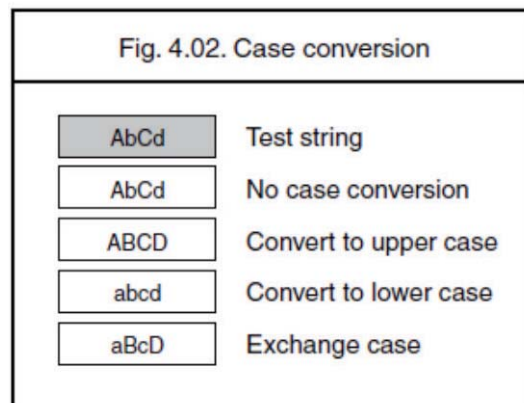 Fig. 4.02. Case conversion
AbCd Test string
AbCd No case conversion
ABCD Convert to upper case
abcd Convert to lower case
aBcD Exchange case